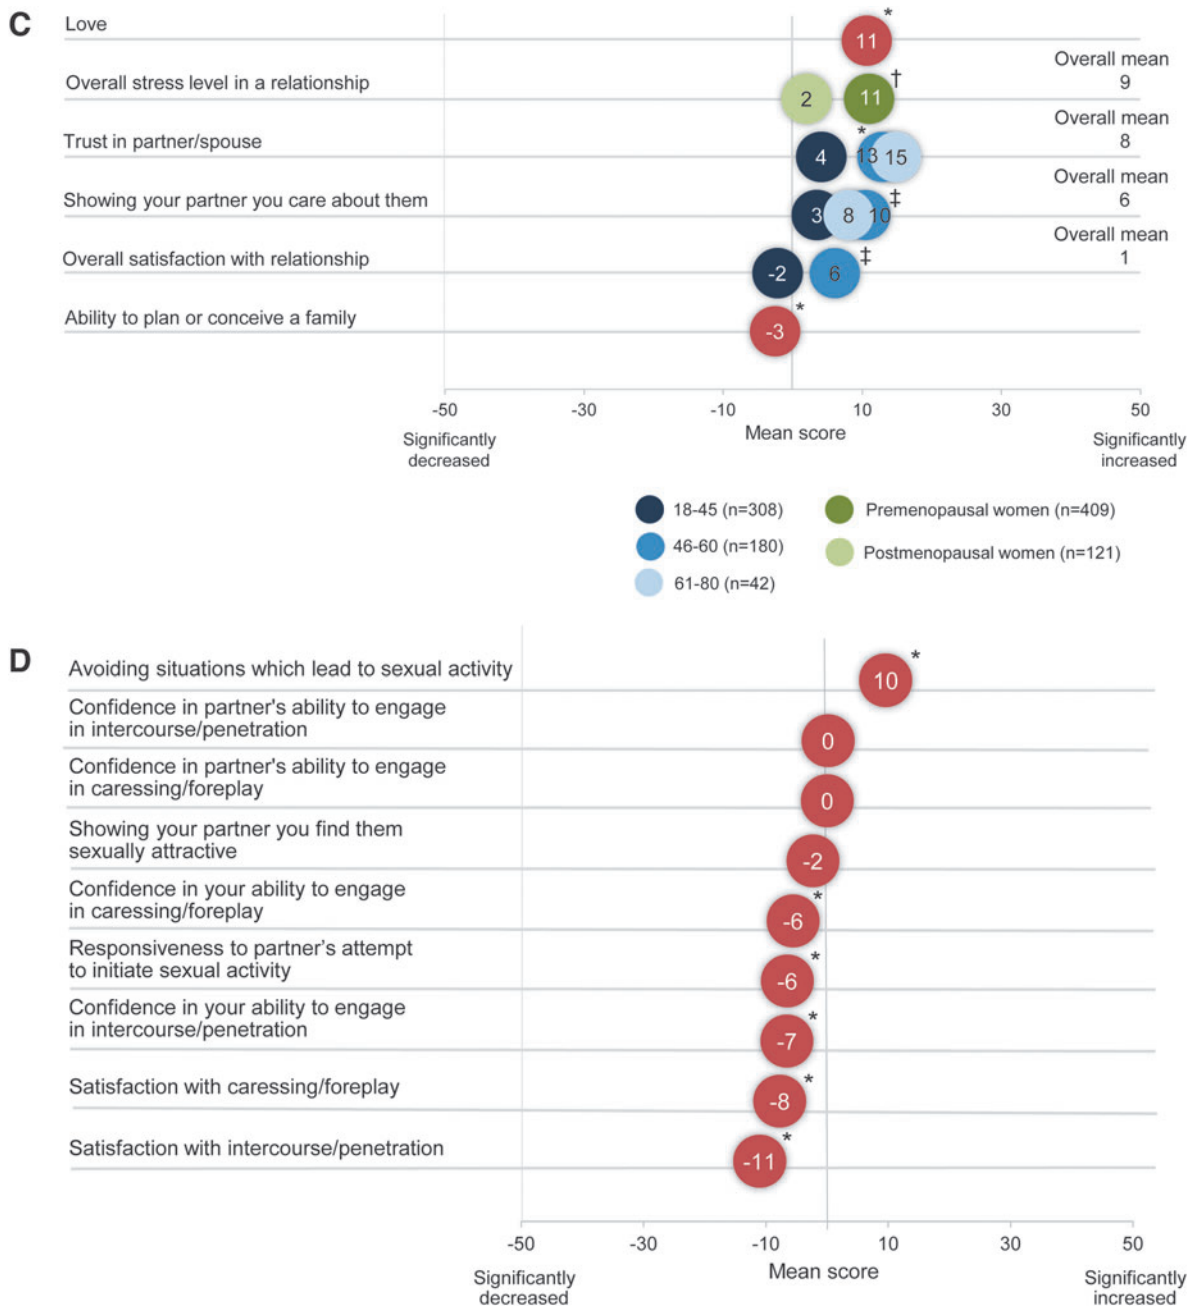 C
Love
11
*
Overall mean
9
Overall stress level in a relationship
2
11
†
Overall mean
8
Trust in partner/spouse
4
*
13
15
Overall mean
6
Showing your partner you care about them
3
8
10
‡
Overall mean
1
Overall satisfaction with relationship
-2
6
‡
Ability to plan or conceive a family
-3
*
-50 -30 -10 10 30 50
Mean score
Significantly
decreased
Significantly
increased
18-45 (n=308)
46-60 (n=180)
61-80 (n=42)
Premenopausal women (n=409)
Postmenopausal women (n=121)
D
Avoiding situations which lead to sexual activity
10
*
Confidence in partner's ability to engage
in intercourse/penetration
0
Confidence in partner's ability to engage
in caressing/foreplay
0
Showing your partner you find them
sexually attractive
-2
Confidence in your ability to engage
in caressing/foreplay
-6
*
Responsiveness to partner’s attempt
to initiate sexual activity
-6
*
Confidence in your ability to engage
in intercourse/penetration
-7
*
Satisfaction with caressing/foreplay
-8
*
Satisfaction with intercourse/penetration
-11
*
-50 -30 -10 10 30 50
Mean score
Significantly
decreased
Significantly
increased